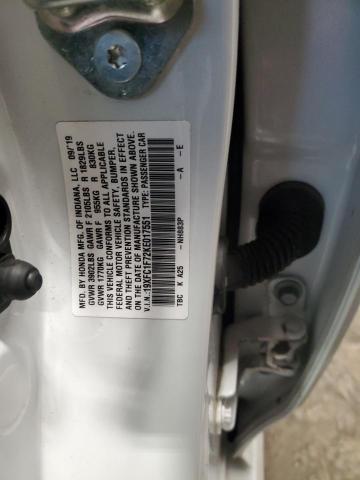 MFD. BY HONDA MFG. OF INDIANA, LLC 09/19
GVWR 3902LBS GAWR F 2105LBS R 1829LBS
GVWR 1770KG GAWR F 955KG R 830KG
THIS VEHICLE CONFORMS TO ALL APPLICABLE
FEDERAL MOTOR VEHICLE SAFETY, BUMPER,
AND THEFT PREVENTION STANDARDS IN EFFECT
ON THE DATE OF MANUFACTURE SHOWN ABOVE.
V.I.N.:19XFC1F72LE017551 TYPE: PASSENGER CAR
-NH883P -A -E
TBC K A25